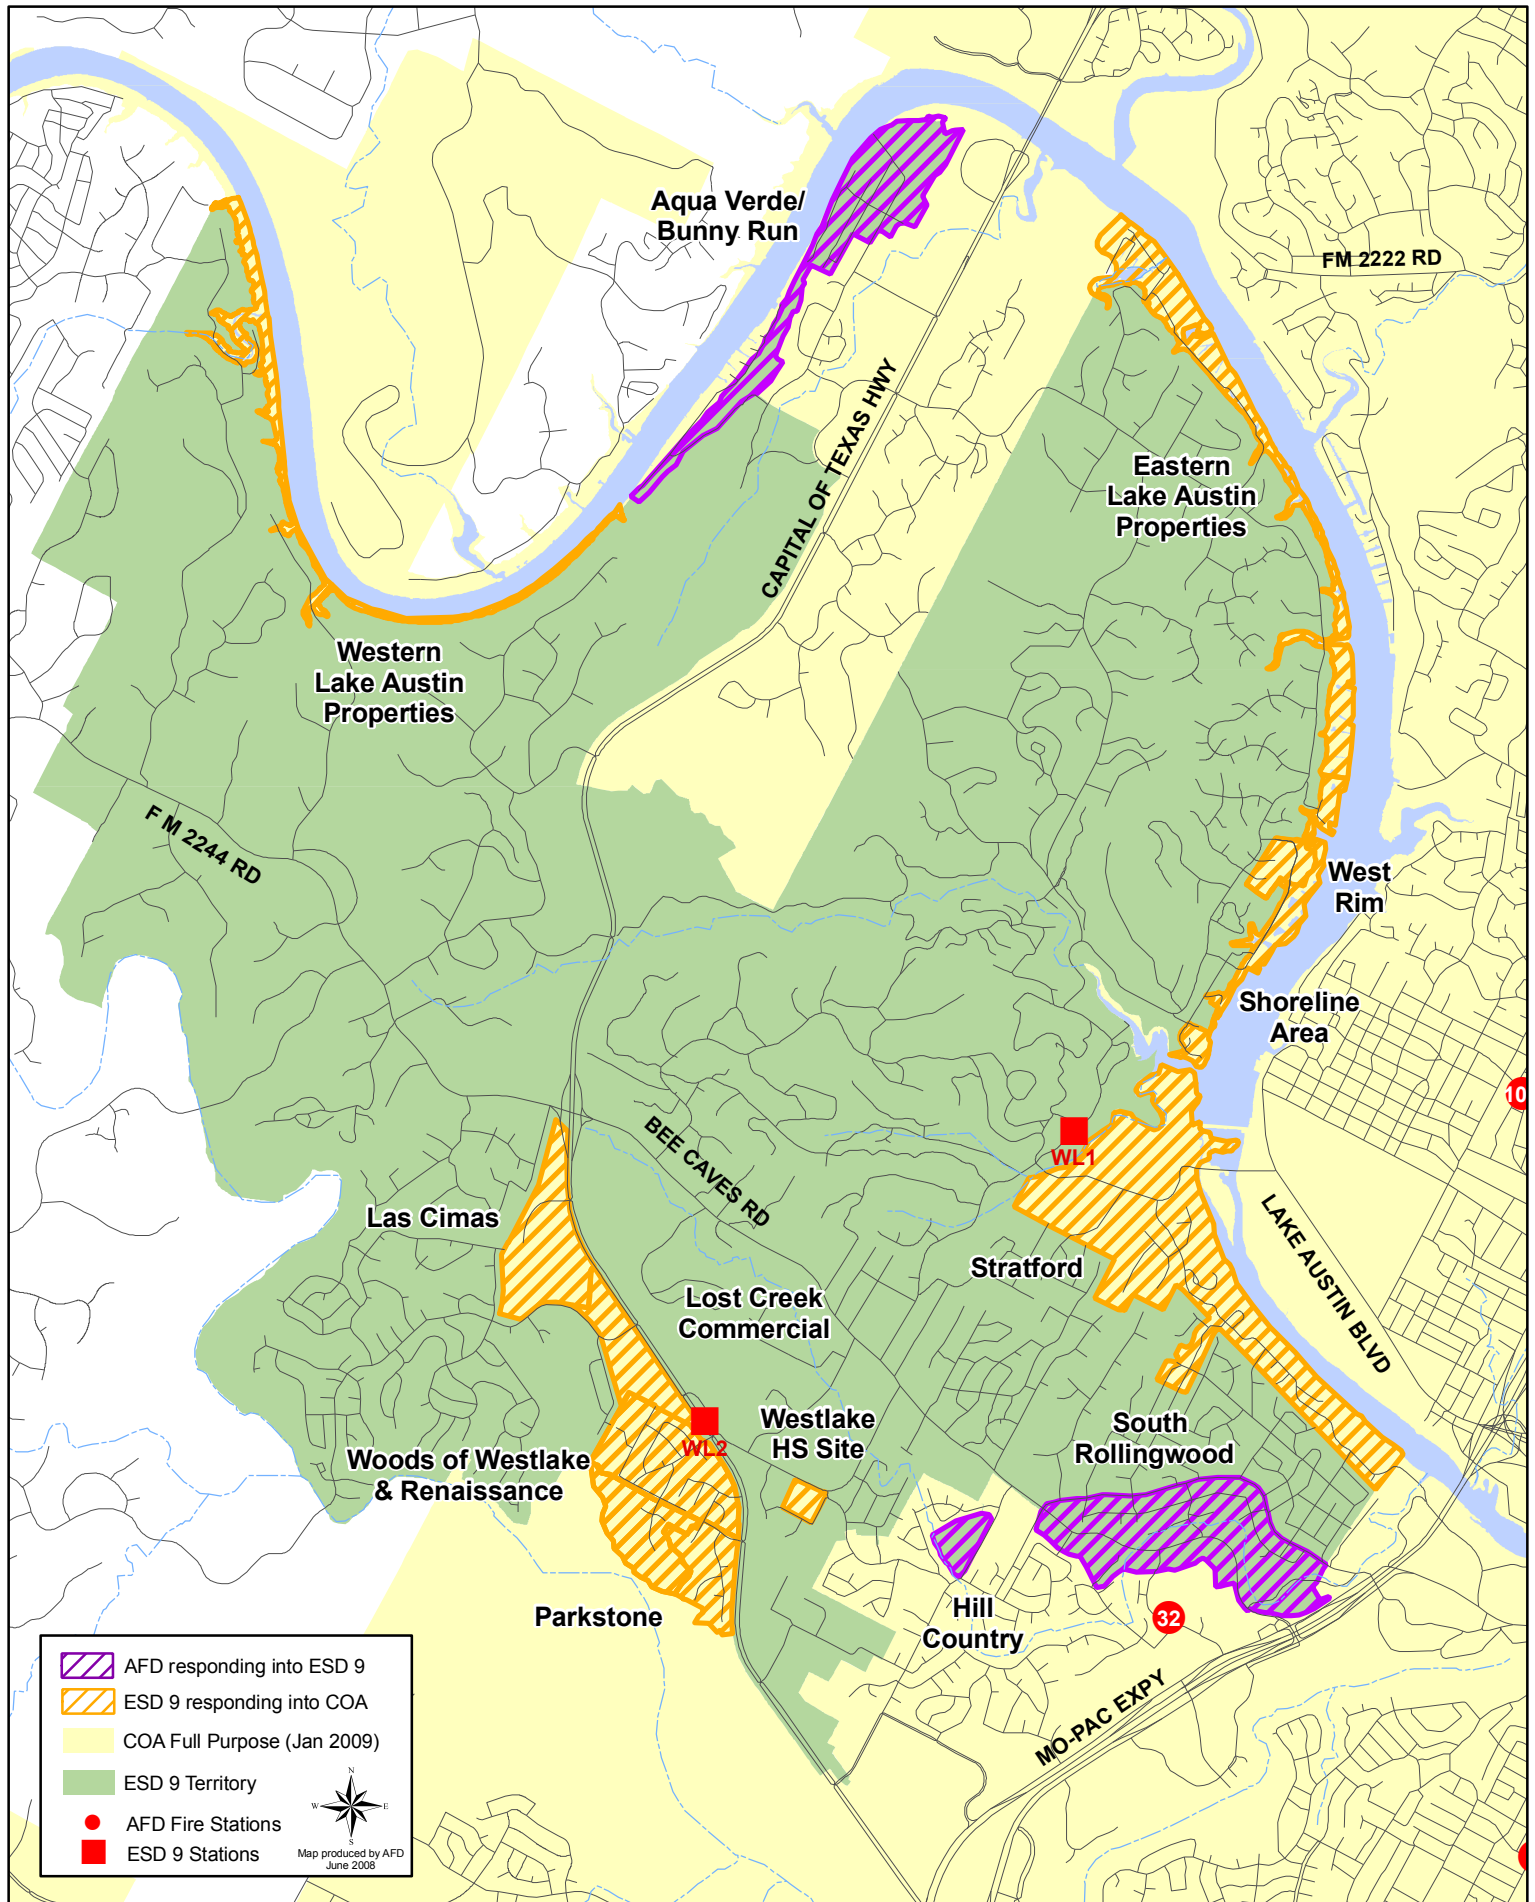 Aqua Verde/
Bunny Run
FM 2222 RD
CAPITAL OF TEXAS HWY
Eastern
Lake Austin
Properties
Western
Lake Austin
Properties
F M 2244 RD
West
Rim
Shoreline
Area
10
BEE CAVES RD
WL1
Las Cimas
LAKE AUSTIN BLVD
Stratford
Lost Creek
Commercial
Westlake
HS Site
WL2
South
Rollingwood
Woods of Westlake
& Renaissance
Parkstone
Hill
Country
32
MO-PAC EXPY
AFD responding into ESD 9
ESD 9 responding into COA
COA Full Purpose (Jan 2009)
ESD 9 Territory
AFD Fire Stations
ESD 9 Stations
N
W
E
S
Map produced by AFD
June 2008